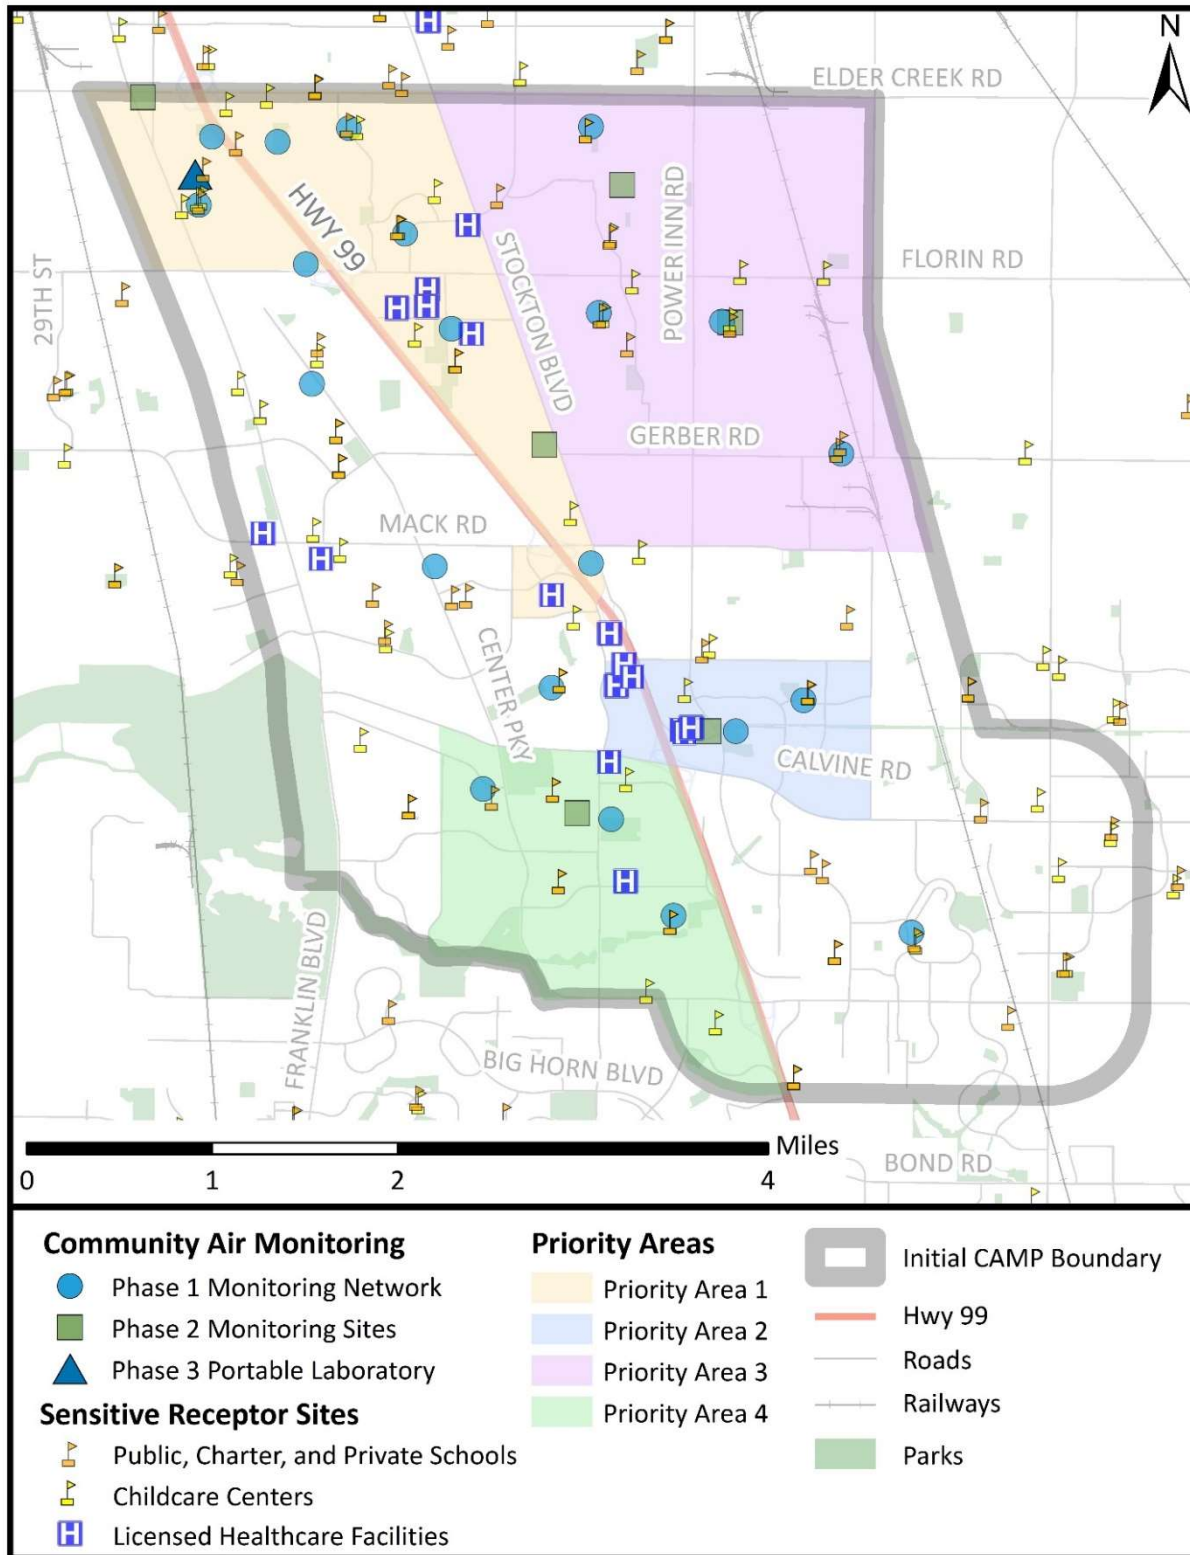 N
ELDER CREEK RD
HWY 99
POWER INN RD
29TH ST
STOCKTON BLVD
FLORIN RD
GERBER RD
MACK RD
CENTER PKY
CALVINE RD
FRANKLIN BLVD
BIG HORN BLVD
BOND RD
Miles
0 1 2 4
Community Air Monitoring
Phase 1 Monitoring Network
Phase 2 Monitoring Sites
Phase 3 Portable Laboratory
Sensitive Receptor Sites
Public, Charter, and Private Schools
Childcare Centers
H Licensed Healthcare Facilities
Priority Areas
Priority Area 1
Priority Area 2
Priority Area 3
Priority Area 4
Initial CAMP Boundary
Hwy 99
Roads
Railways
Parks